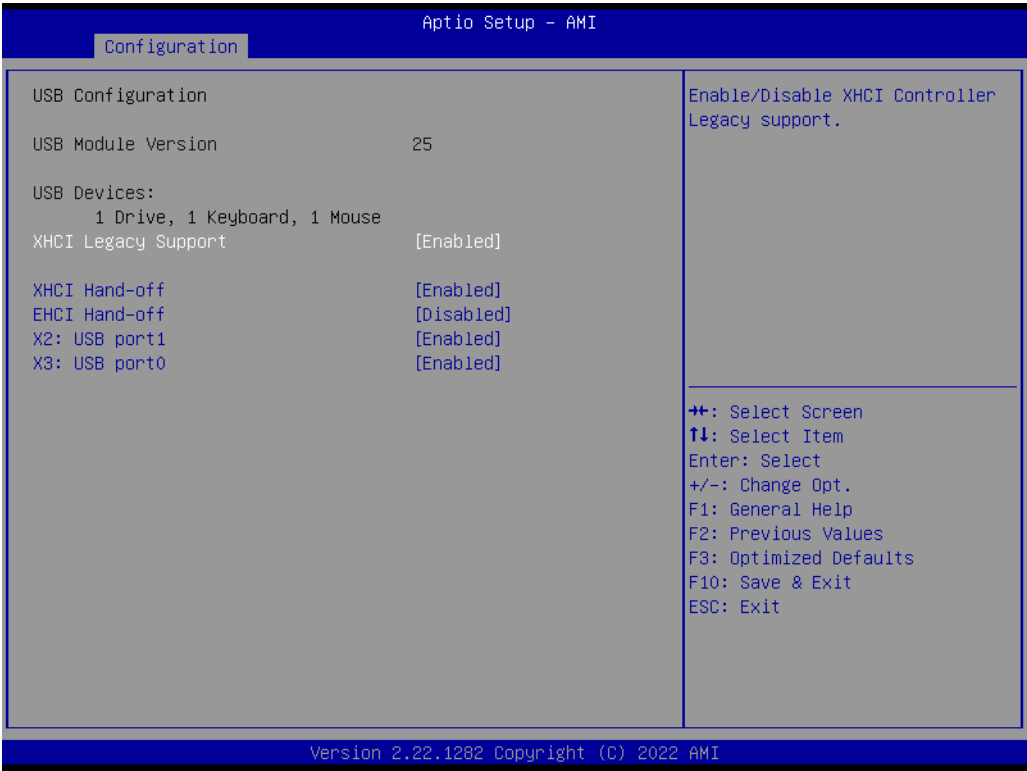 Aptio Setup – AMI
Configuration
USB Configuration
USB Module Version 25
USB Devices:
1 Drive, 1 Keyboard, 1 Mouse
XHCI Legacy Support [Enabled]
XHCI Hand-off [Enabled]
EHCI Hand-off [Disabled]
X2: USB port1 [Enabled]
X3: USB port0 [Enabled]
Enable/Disable XHCI Controller
Legacy support.
→←: Select Screen
↑↓: Select Item
Enter: Select
+/-: Change Opt.
F1: General Help
F2: Previous Values
F3: Optimized Defaults
F10: Save & Exit
ESC: Exit
Version 2.22.1282 Copyright (C) 2022 AMI